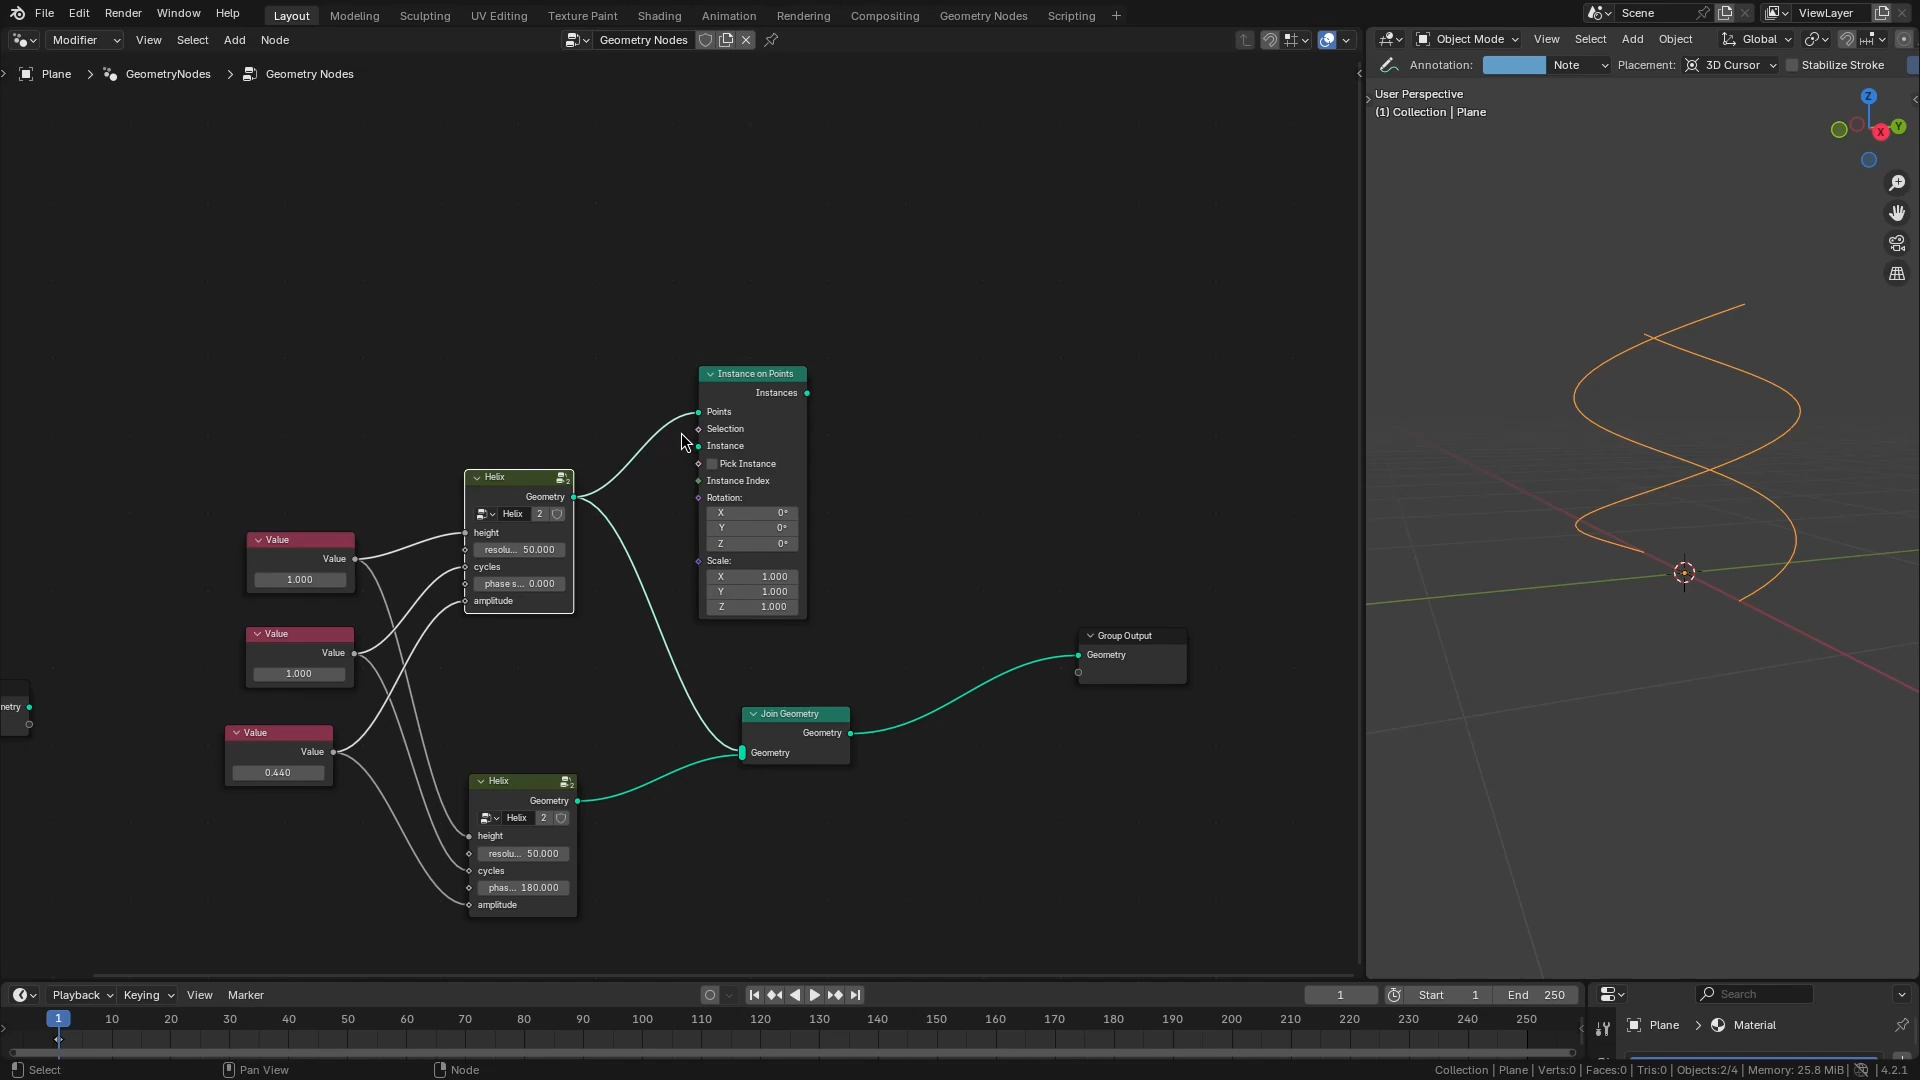 File Edit Render Window Help Layout Modeling Sculpting UV Editing Texture Paint Shading Animation Rendering Compositing Geometry Nodes Scripting + Scene ViewLayer
Modifier View Select Add Node Geometry Nodes Object Mode View Select Add Object Global
Annotation: Note Placement: 3D Cursor Stabilize Stroke
Plane > GeometryNodes > Geometry Nodes
User Perspective
(1) Collection | Plane
Z
Y
X
Instance on Points
Instances
Points
Selection
Instance
Pick Instance
Instance Index
Rotation:
X 0°
Y 0°
Z 0°
Scale:
X 1.000
Y 1.000
Z 1.000
Helix
Geometry
Helix 2
height
resolu... 50.000
cycles
phase s... 0.000
amplitude
Value
Value
1.000
Value
Value
1.000
Value
Value
0.440
etry
Group Output
Geometry
Join Geometry
Geometry
Geometry
Helix
Geometry
Helix 2
height
resolu... 50.000
cycles
phas... 180.000
amplitude
Playback Keying View Marker 1 Start 1 End 250 Search
1 10 20 30 40 50 60 70 80 90 100 110 120 130 140 150 160 170 180 190 200 210 220 230 240 250
Plane > Material
Select Pan View Node Collection | Plane | Verts:0 | Faces:0 | Tris:0 | Objects:2/4 | Memory: 25.8 MiB | 4.2.1